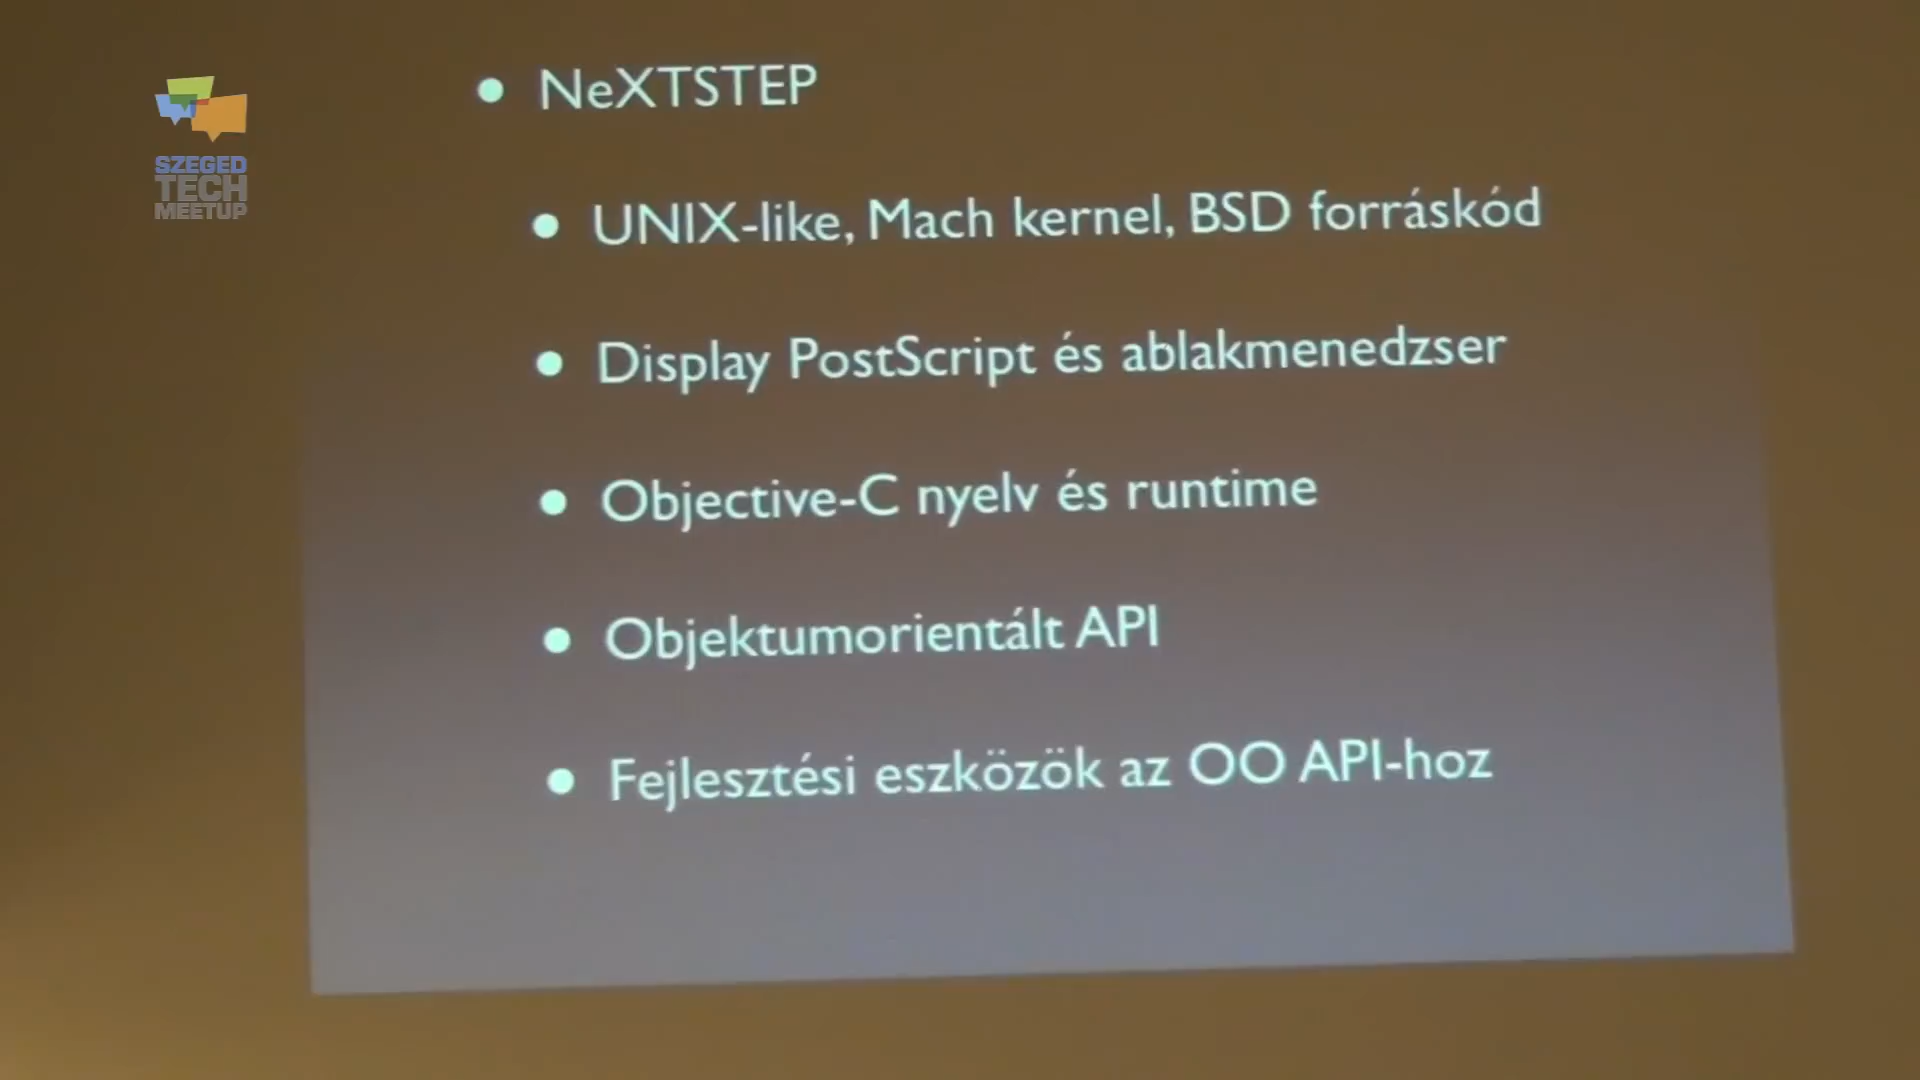 SZEGED
TECH
MEETUP
NeXTSTEP
UNIX-like, Mach kernel, BSD forráskód
Display PostScript és ablakmenedzser
Objective-C nyelv és runtime
Objektumorientált API
Fejlesztési eszközök az OO API-hoz